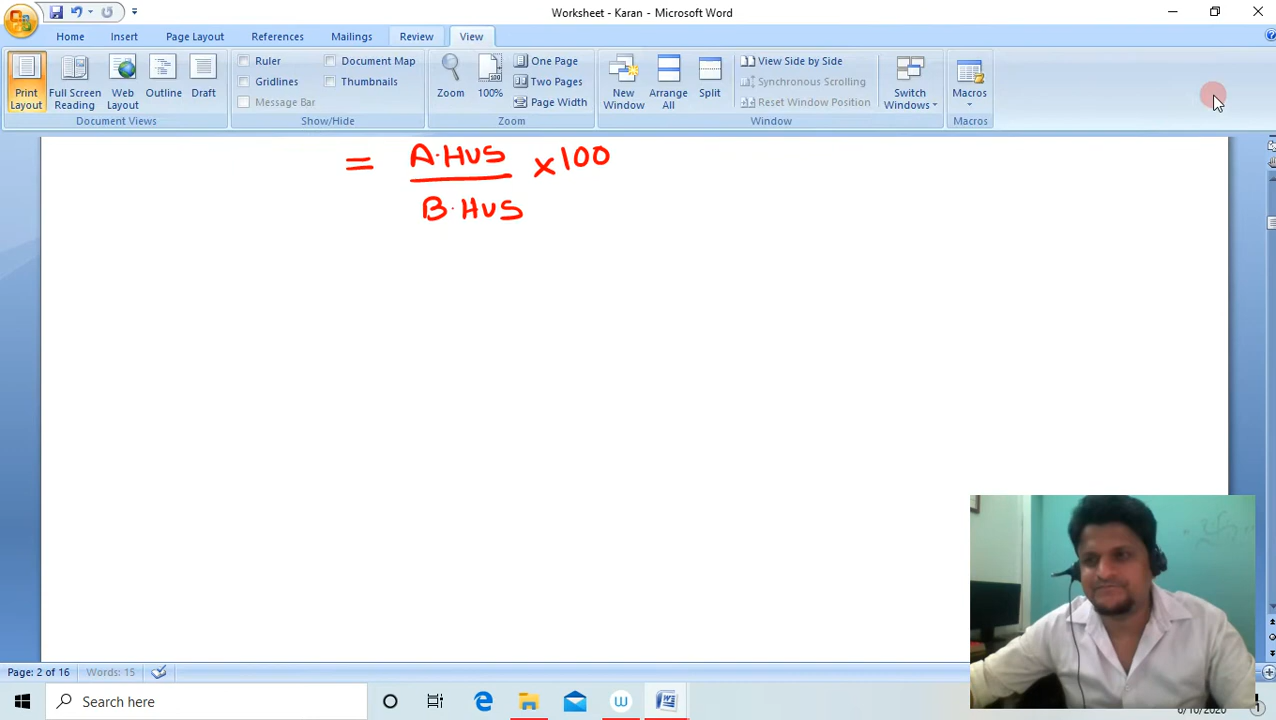 Worksheet - Karan - Microsoft Word
Home Insert Page Layout References Mailings Review View
Print Layout
Full Screen Reading
Web Layout
Outline
Draft
Document Views
Ruler
Gridlines
Message Bar
Document Map
Thumbnails
Show/Hide
Zoom
100%
One Page
Two Pages
Page Width
Zoom
New Window
Arrange All
Split
View Side by Side
Synchronous Scrolling
Reset Window Position
Window
Switch Windows
Macros
Macros
= A·HUS × 100
B·HUS
Page: 2 of 16 Words: 15
Search here